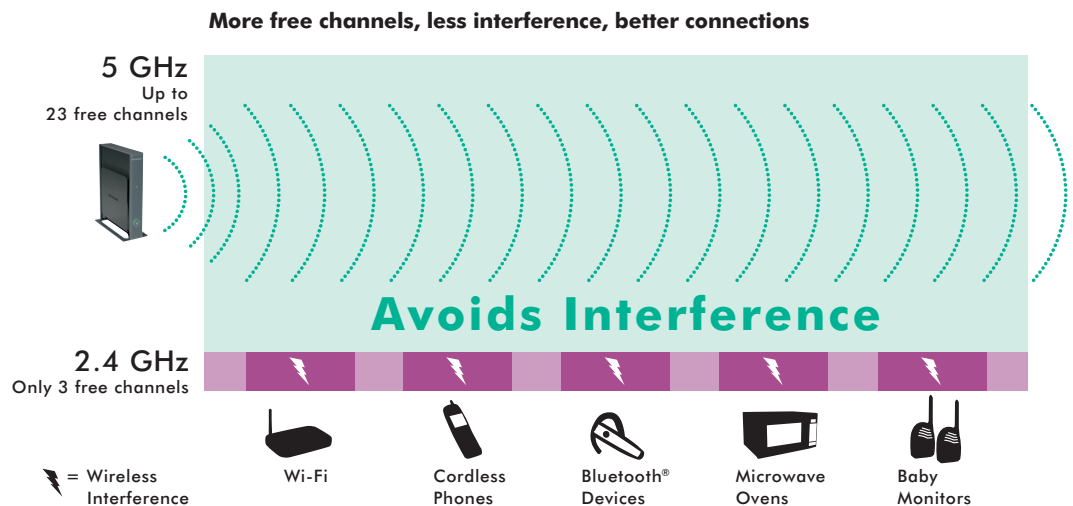 More free channels, less interference, better connections
5 GHz
Up to
23 free channels
Avoids Interference
2.4 GHz
Only 3 free channels
= Wireless
Interference
Wi-Fi
Cordless
Phones
Bluetooth®
Devices
Microwave
Ovens
Baby
Monitors